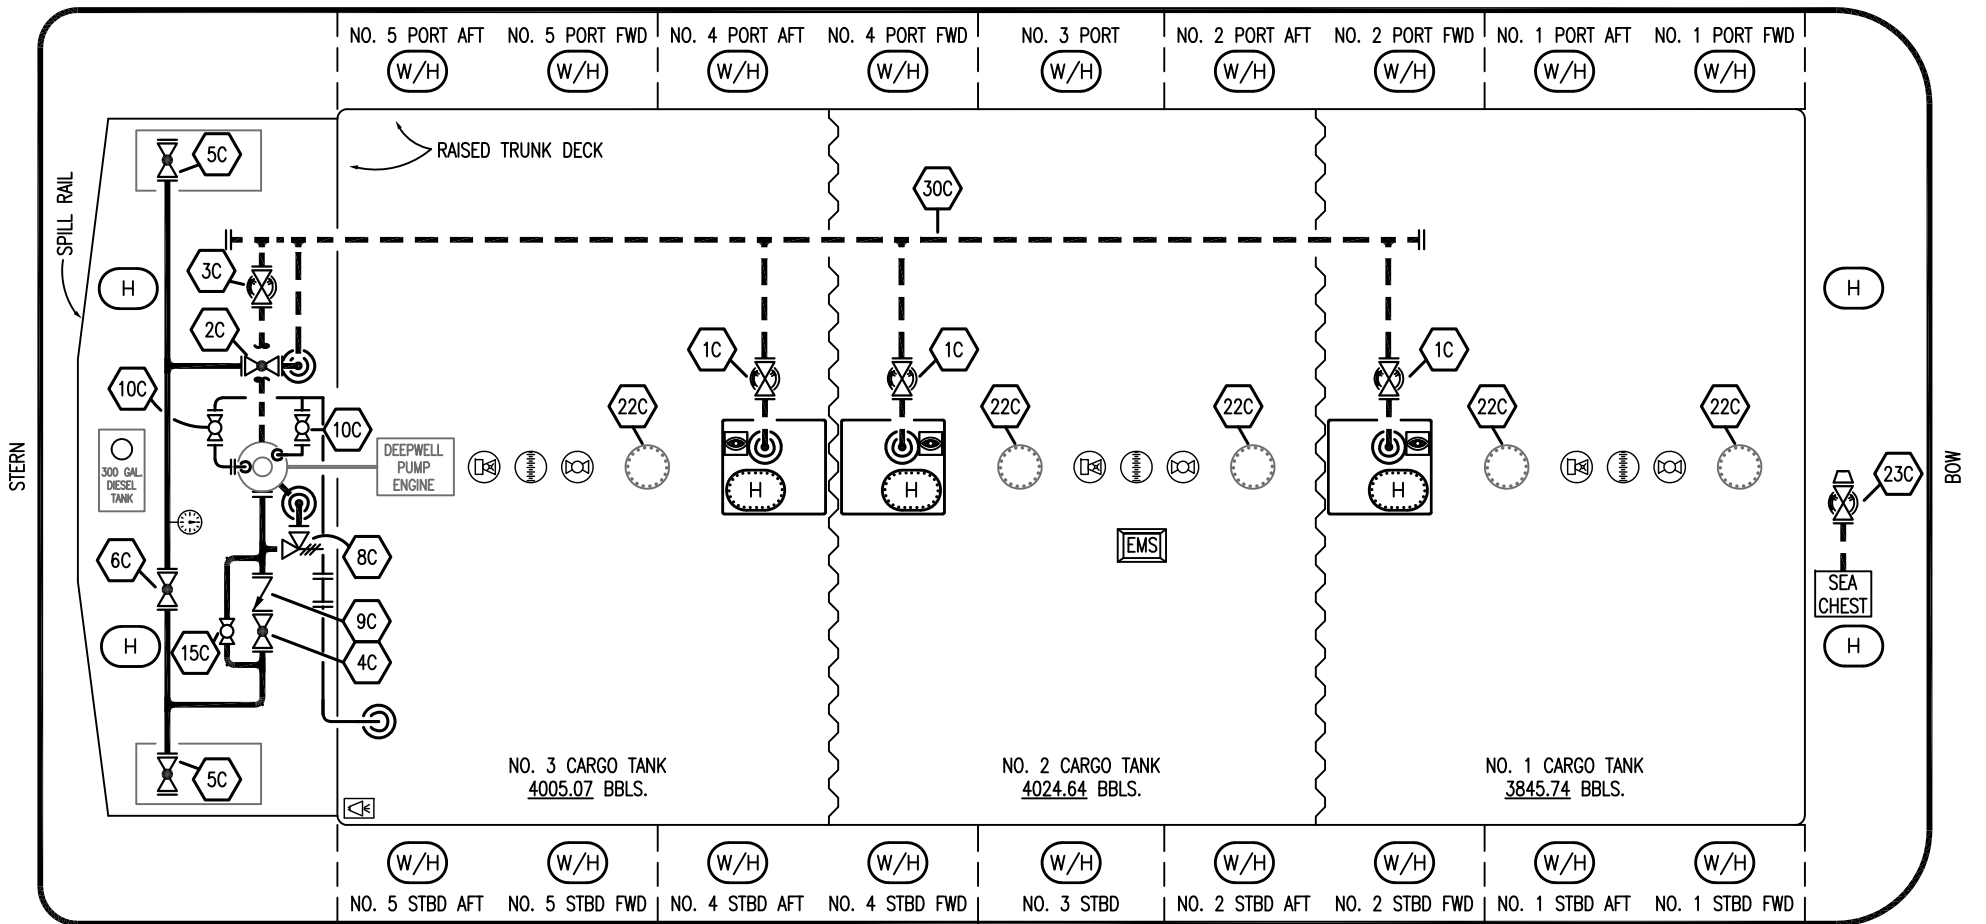 NO. 5 PORT AFT NO. 5 PORT FWD NO. 4 PORT AFT NO. 4 PORT FWD NO. 3 PORT NO. 2 PORT AFT NO. 2 PORT FWD NO. 1 PORT AFT NO. 1 PORT FWD
W/H W/H W/H W/H W/H W/H W/H W/H W/H
RAISED TRUNK DECK
5C
SPILL RAIL
30C
3C
H
H
2C
1C
1C
1C
10C
22C
22C
22C
22C
22C
10C
300 GAL.
DIESEL
TANK
DEEPWELL
PUMP
ENGINE
STERN
BOW
H
H
H
23C
EMS
8C
6C
SEA
CHEST
9C
H
15C
4C
H
5C
NO. 3 CARGO TANK
4005.07 BBLS.
NO. 2 CARGO TANK
4024.64 BBLS.
NO. 1 CARGO TANK
3845.74 BBLS.
W/H W/H W/H W/H W/H W/H W/H W/H W/H
NO. 5 STBD AFT NO. 5 STBD FWD NO. 4 STBD AFT NO. 4 STBD FWD NO. 3 STBD NO. 2 STBD AFT NO. 2 STBD FWD NO. 1 STBD AFT NO. 1 STBD FWD